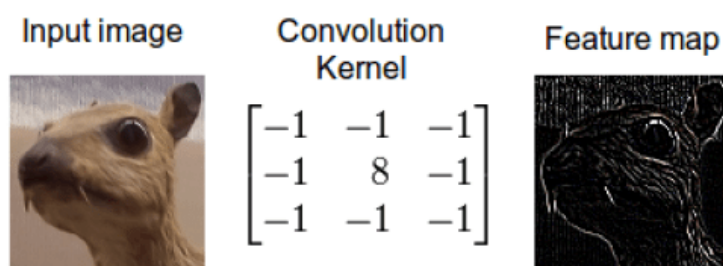 Input image
Convolution
Kernel
Feature map
−1 −1 −1
−1 8 −1
−1 −1 −1